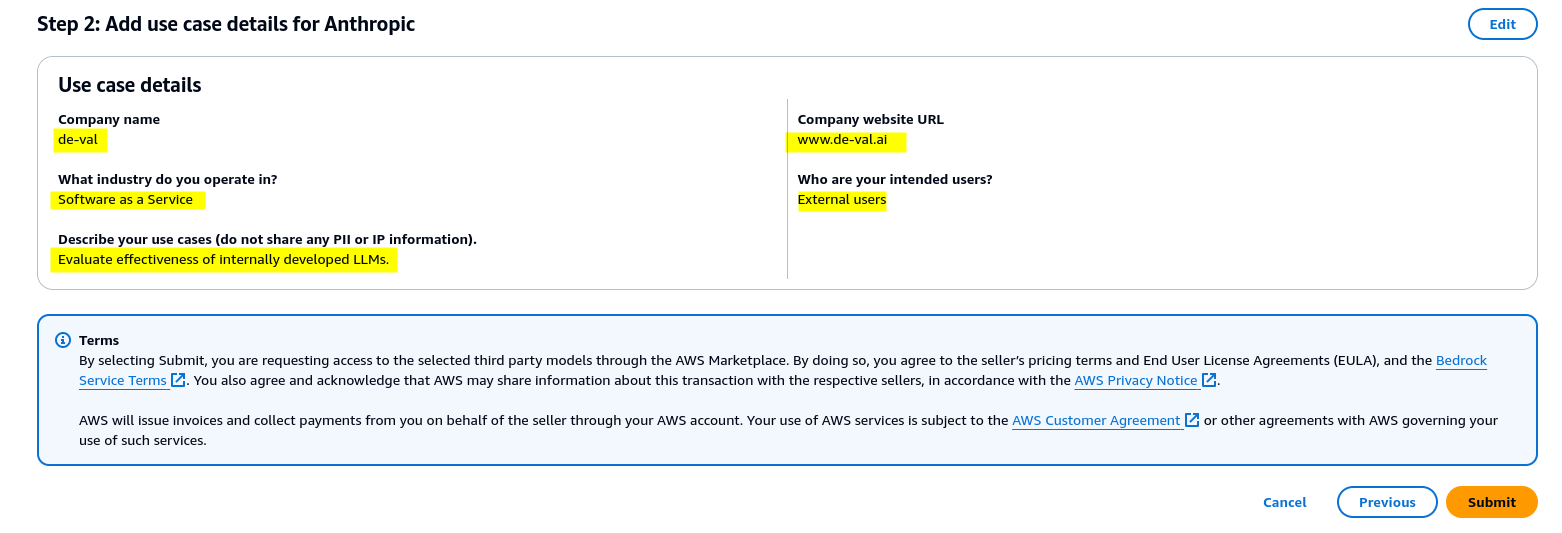 Step 2: Add use case details for Anthropic
Edit
Use case details
Company name
de-val
Company website URL
www.de-val.ai
What industry do you operate in?
Software as a Service
Who are your intended users?
External users
Describe your use cases (do not share any PII or IP information).
Evaluate effectiveness of internally developed LLMs.
Terms
By selecting Submit, you are requesting access to the selected third party models through the AWS Marketplace. By doing so, you agree to the seller’s pricing terms and End User License Agreements (EULA), and the Bedrock
Service Terms. You also agree and acknowledge that AWS may share information about this transaction with the respective sellers, in accordance with the AWS Privacy Notice.
AWS will issue invoices and collect payments from you on behalf of the seller through your AWS account. Your use of AWS services is subject to the AWS Customer Agreement or other agreements with AWS governing your
use of such services.
Cancel
Previous
Submit